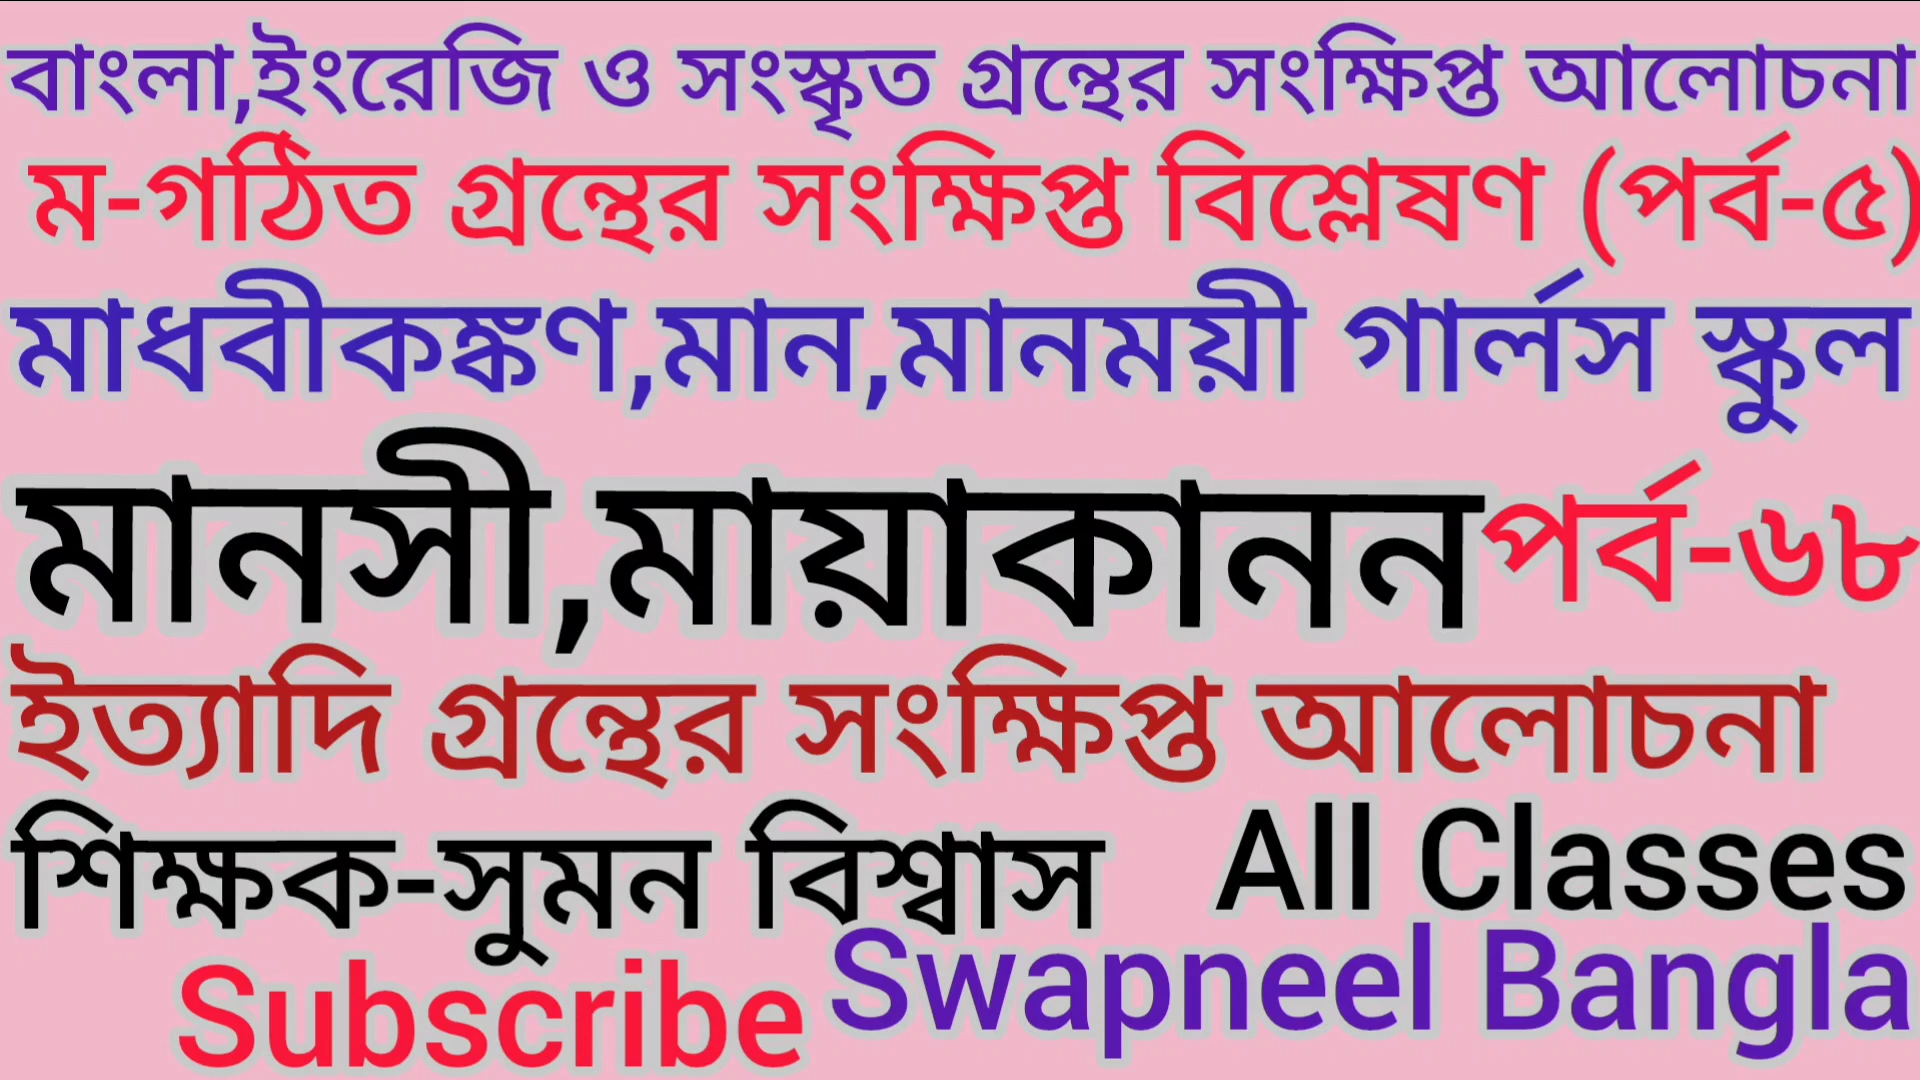 বাংলা,ইংরেজি ও সংস্কৃত গ্রন্থের সংক্ষিপ্ত আলোচনা
ম-গঠিত গ্রন্থের সংক্ষিপ্ত বিশ্লেষণ (পর্ব-৫)
মাধবীকঙ্কণ,মান,মানময়ী গার্লস স্কুল
মানসী,মায়াকানন পর্ব-৬৮
ইত্যাদি গ্রন্থের সংক্ষিপ্ত আলোচনা
শিক্ষক-সুমন বিশ্বাস All Classes
Subscribe Swapneel Bangla